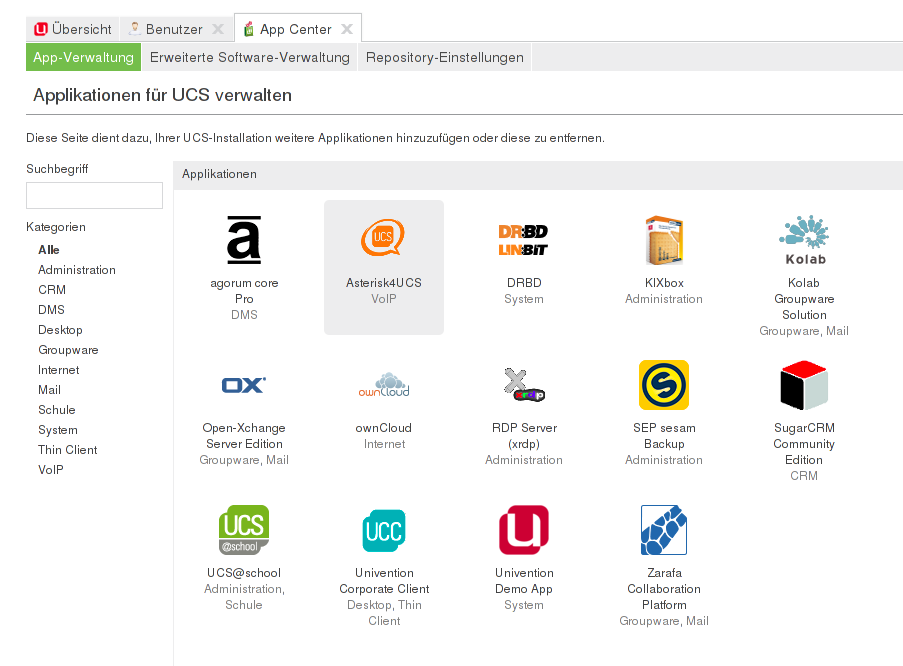 Übersicht Benutzer App Center
App-Verwaltung Erweiterte Software-Verwaltung Repository-Einstellungen
Applikationen für UCS verwalten
Diese Seite dient dazu, Ihrer UCS-Installation weitere Applikationen hinzuzufügen oder diese zu entfernen.
Suchbegriff
Kategorien
Alle
Administration
CRM
DMS
Desktop
Groupware
Internet
Mail
Schule
System
Thin Client
VoIP
Applikationen
a
agorum core
Pro
DMS
UCS
Asterisk4UCS
VoIP
DR:BD
LIN:BIT
DRBD
System
KIXbox
Administration
Kolab
Kolab
Groupware
Solution
Groupware, Mail
OX
Open-Xchange
Server Edition
Groupware, Mail
ownCloud
ownCloud
Internet
X
xrdp
RDP Server
(xrdp)
Administration
S
SEP sesam
Backup
Administration
SugarCRM
Community
Edition
CRM
UCS
@school
UCS@school
Administration,
Schule
UCC
Univention
Corporate Client
Desktop, Thin
Client
Univention
Demo App
System
Zarafa
Collaboration
Platform
Groupware, Mail